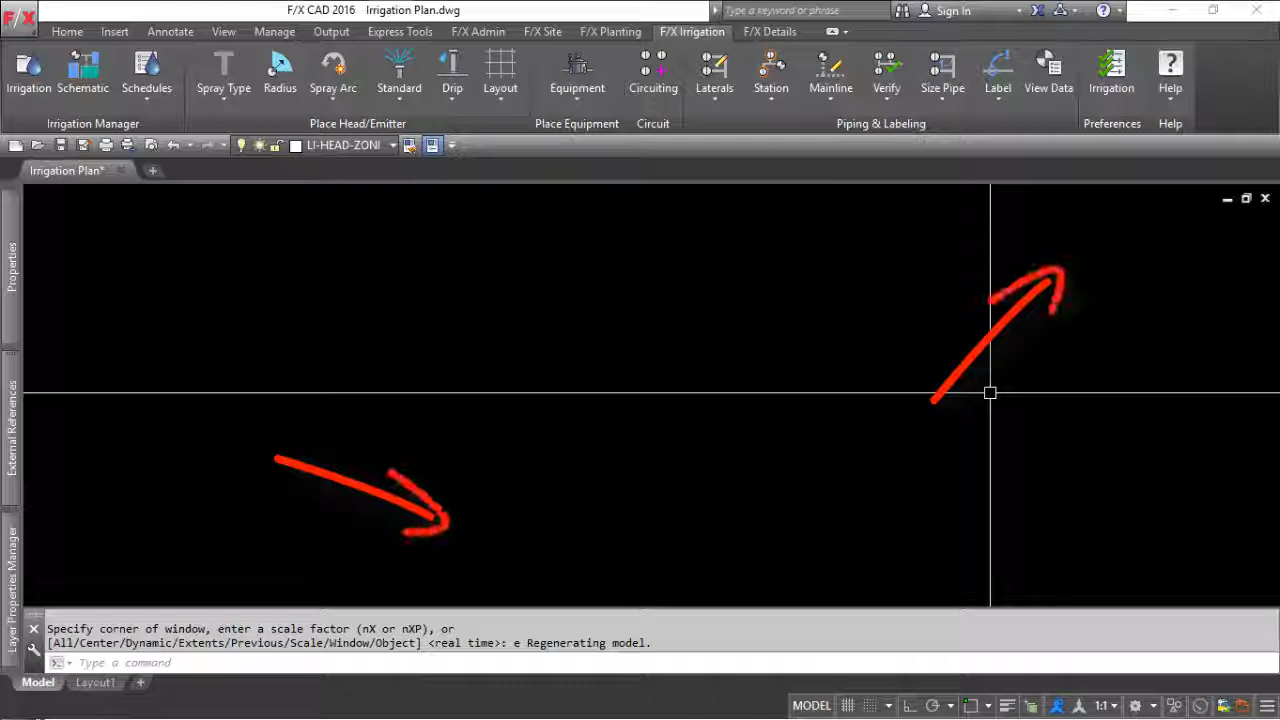 F/X CAD 2016 Irrigation Plan.dwg
Type a keyword or phrase
Sign In
F/X
Home Insert Annotate View Manage Output Express Tools F/X Admin F/X Site F/X Planting F/X Irrigation F/X Details
Irrigation Schematic Schedules Spray Type Radius Spray Arc Standard Drip Layout Equipment Circuiting Laterals Station Mainline Verify Size Pipe Label View Data Irrigation Help
Irrigation Manager Place Head/Emitter Place Equipment Circuit Piping & Labeling Preferences Help
LI-HEAD-ZONI
Irrigation Plan*
Properties
External References
Layer Properties Manager
Specify corner of window, enter a scale factor (nX or nXP), or
[All/Center/Dynamic/Extents/Previous/Scale/Window/Object] <real time>: e Regenerating model.
Type a command
Model Layout1
MODEL 1:1